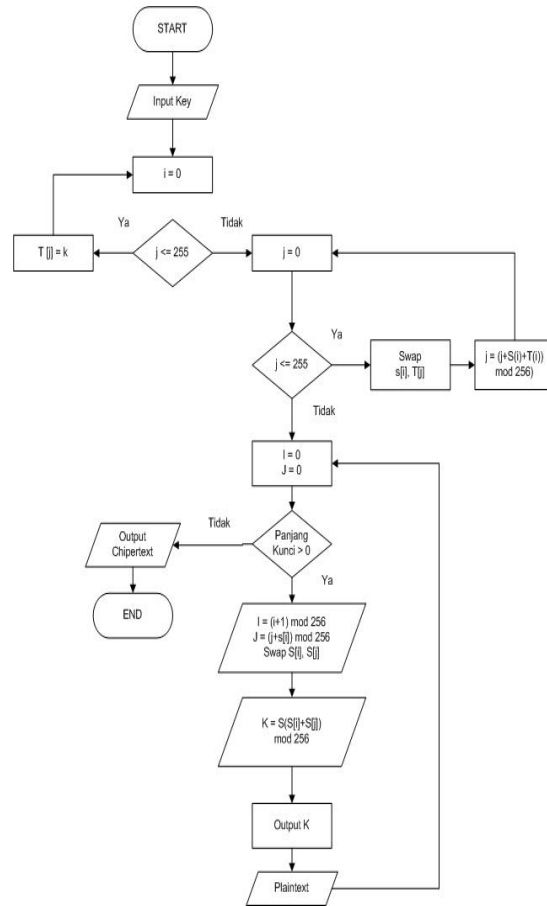 START
Input Key
i = 0
Ya
Tidak
T [j] = k
j <= 255
j = 0
Ya
j <= 255
Swap
s[i], T[j]
j = (j+S(i)+T(i))
mod 256)
Tidak
I = 0
J = 0
Tidak
Output
Chipertext
Panjang
Kunci > 0
Ya
END
I = (i+1) mod 256
J = (j+s[i]) mod 256
Swap S[i], S[j]
K = S(S[i]+S[j])
mod 256
Output K
Plaintext